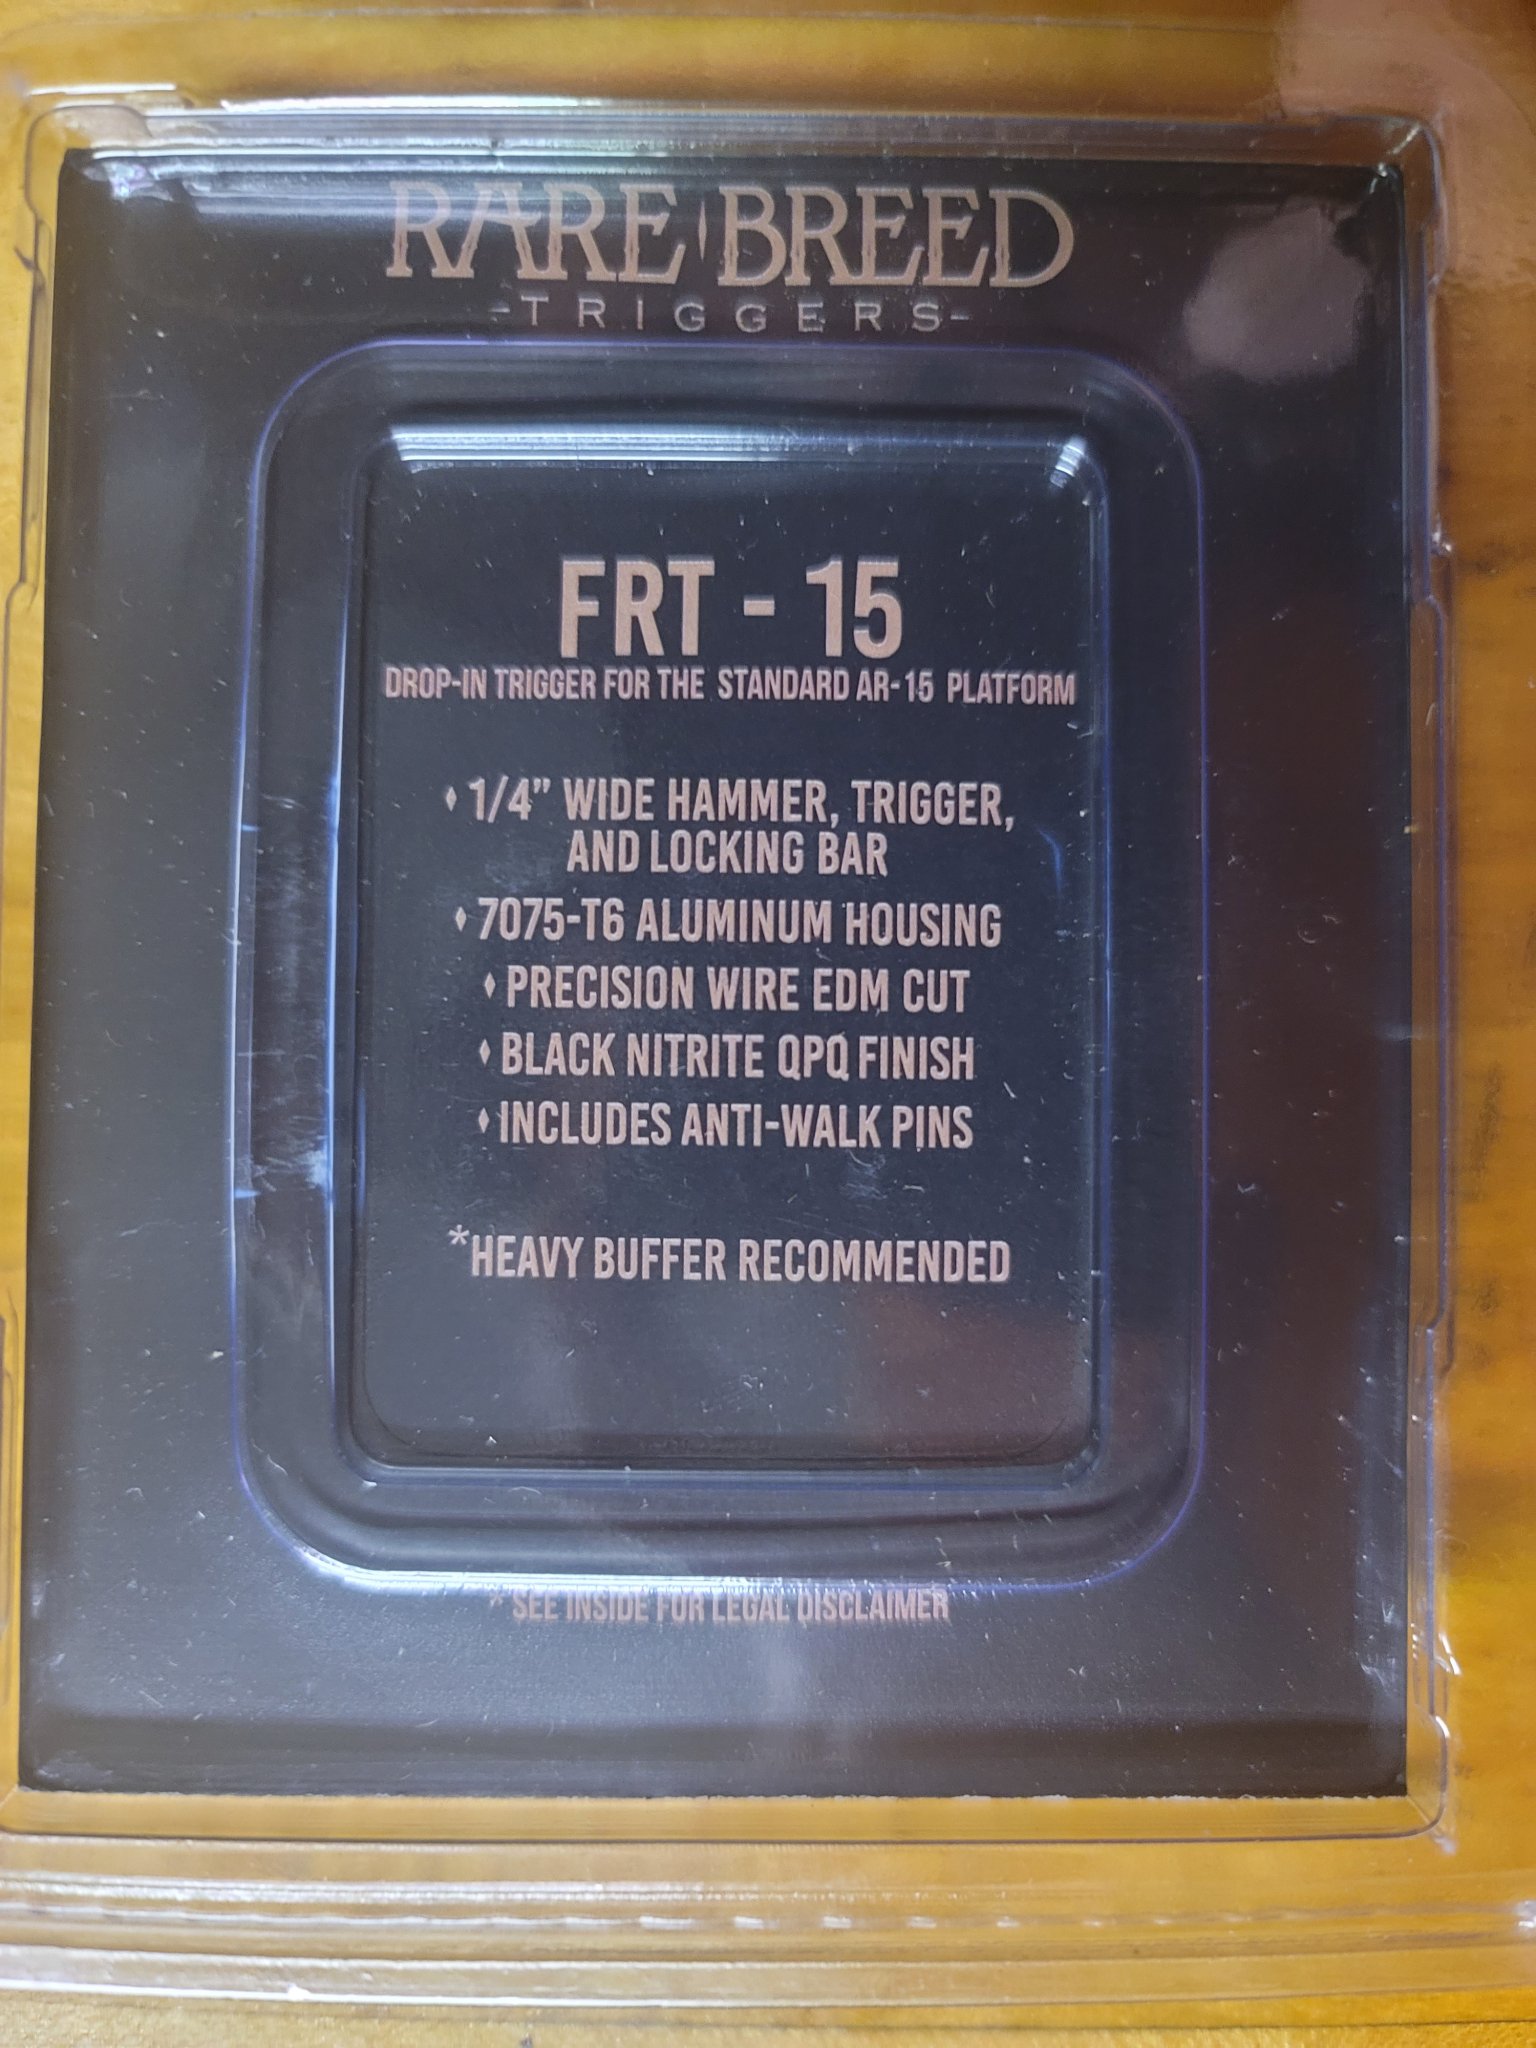 RARE BREED
-TRIGGERS-
FRT - 15
DROP-IN TRIGGER FOR THE STANDARD AR-15 PLATFORM
⬧ 1/4” WIDE HAMMER, TRIGGER,
AND LOCKING BAR
⬧ 7075-T6 ALUMINUM HOUSING
⬧ PRECISION WIRE EDM CUT
⬧ BLACK NITRITE QPQ FINISH
⬧ INCLUDES ANTI-WALK PINS
*HEAVY BUFFER RECOMMENDED
* SEE INSIDE FOR LEGAL DISCLAIMER